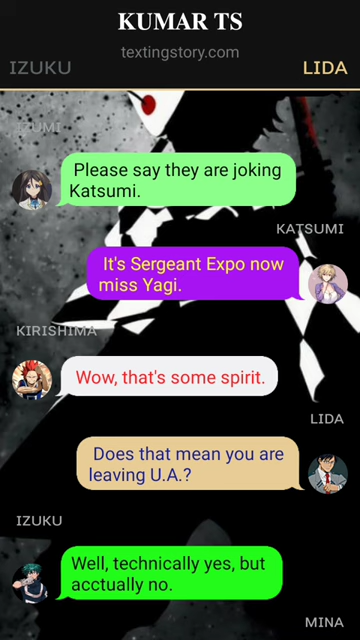 KUMAR TS
textingstory.com
IZUKU
LIDA
IZUMI
Please say they are joking
Katsumi.
KATSUMI
It's Sergeant Expo now
miss Yagi.
KIRISHIMA
Wow, that's some spirit.
LIDA
Does that mean you are
leaving U.A.?
IZUKU
Well, technically yes, but
acctually no.
MINA